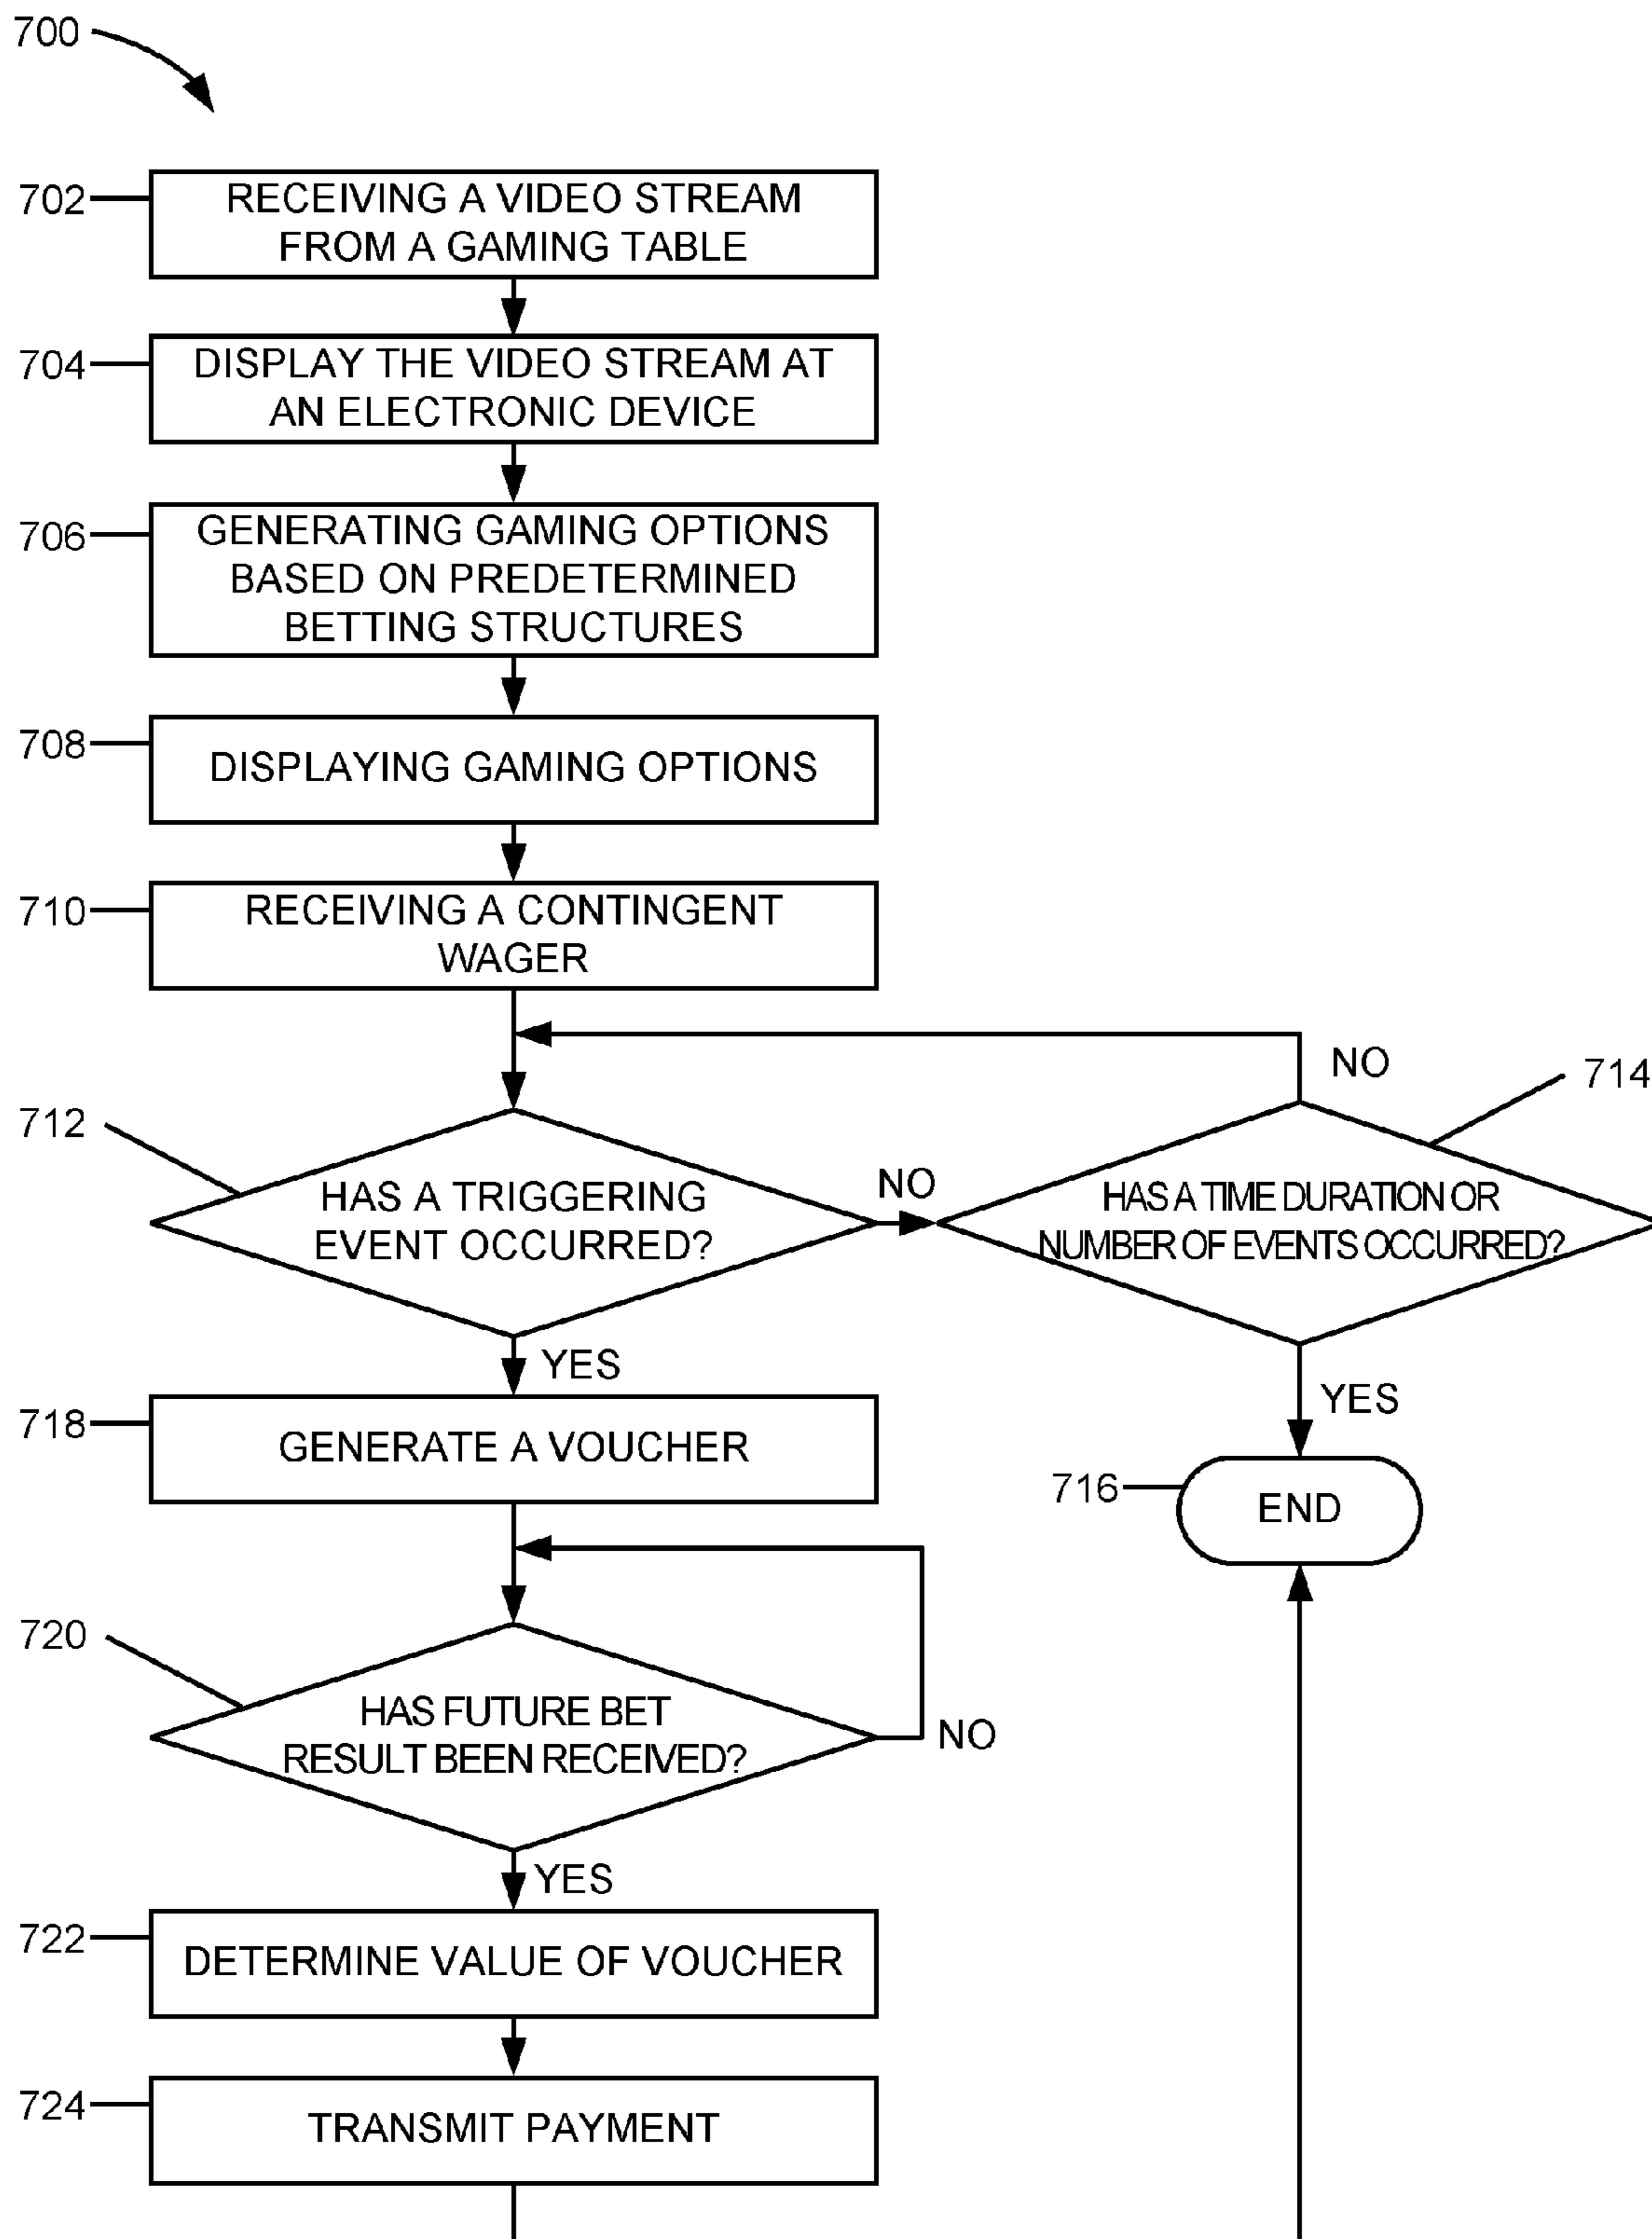 700
702
RECEIVING A VIDEO STREAM
FROM A GAMING TABLE
704
DISPLAY THE VIDEO STREAM AT
AN ELECTRONIC DEVICE
706
GENERATING GAMING OPTIONS
BASED ON PREDETERMINED
BETTING STRUCTURES
708
DISPLAYING GAMING OPTIONS
710
RECEIVING A CONTINGENT
WAGER
NO
714
712
HAS A TRIGGERING
EVENT OCCURRED?
NO
HAS A TIME DURATION OR
NUMBER OF EVENTS OCCURRED?
YES
YES
718
GENERATE A VOUCHER
716
END
720
HAS FUTURE BET
RESULT BEEN RECEIVED?
NO
YES
722
DETERMINE VALUE OF VOUCHER
724
TRANSMIT PAYMENT